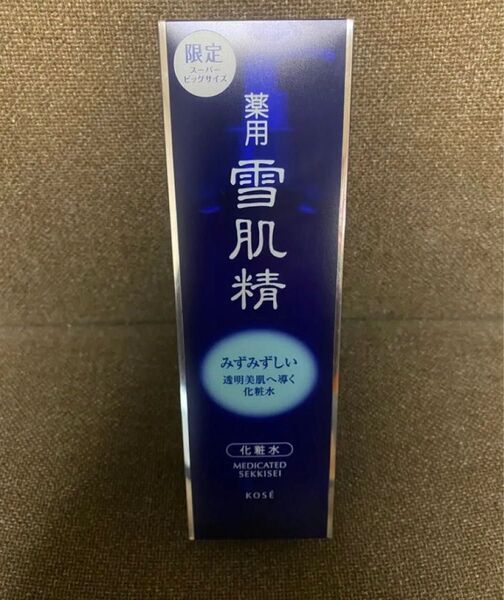 限定
スーパー
ビッグサイズ
薬用
雪肌精
みずみずしい
透明美肌へ導く
化粧水
化粧水
MEDICATED
SEKKISEI
KOSÉ